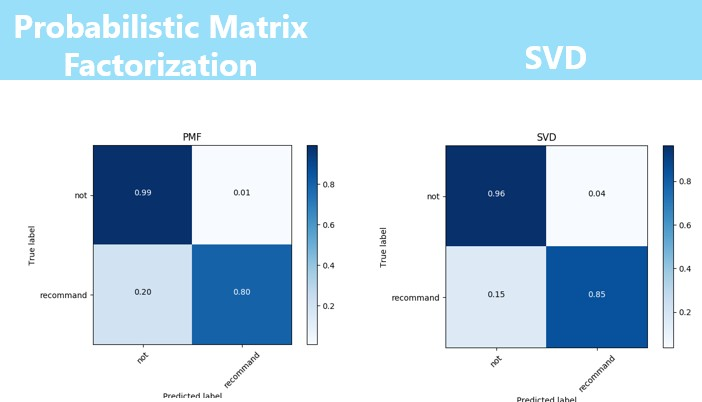 Probabilistic Matrix
Factorization
SVD
PMF
True label
not
recommand
0.99
0.01
0.20
0.80
not
recommand
Predicted label
0.8
0.6
0.4
0.2
SVD
True label
not
recommand
0.96
0.04
0.15
0.85
not
recommand
Predicted label
0.8
0.6
0.4
0.2